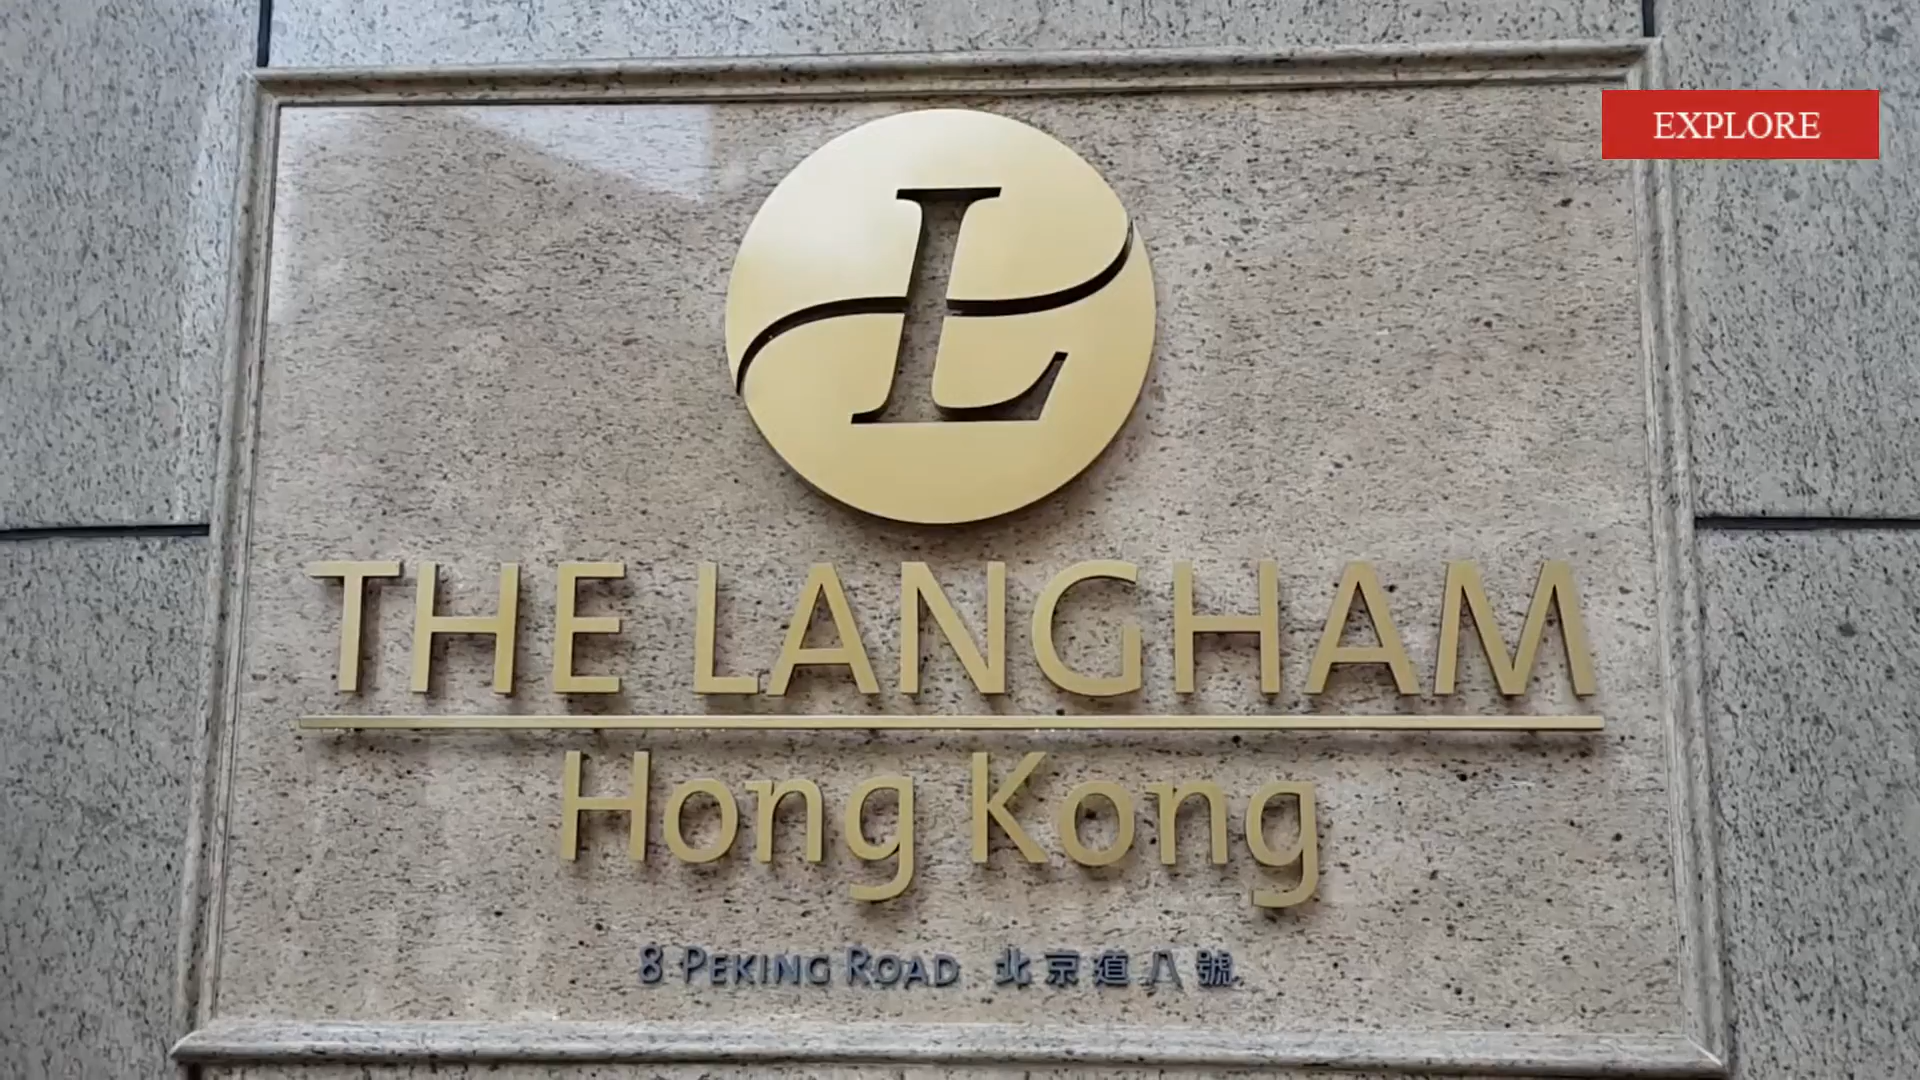 EXPLORE
L
THE LANGHAM
Hong Kong
8 PEKING ROAD 北京道八號